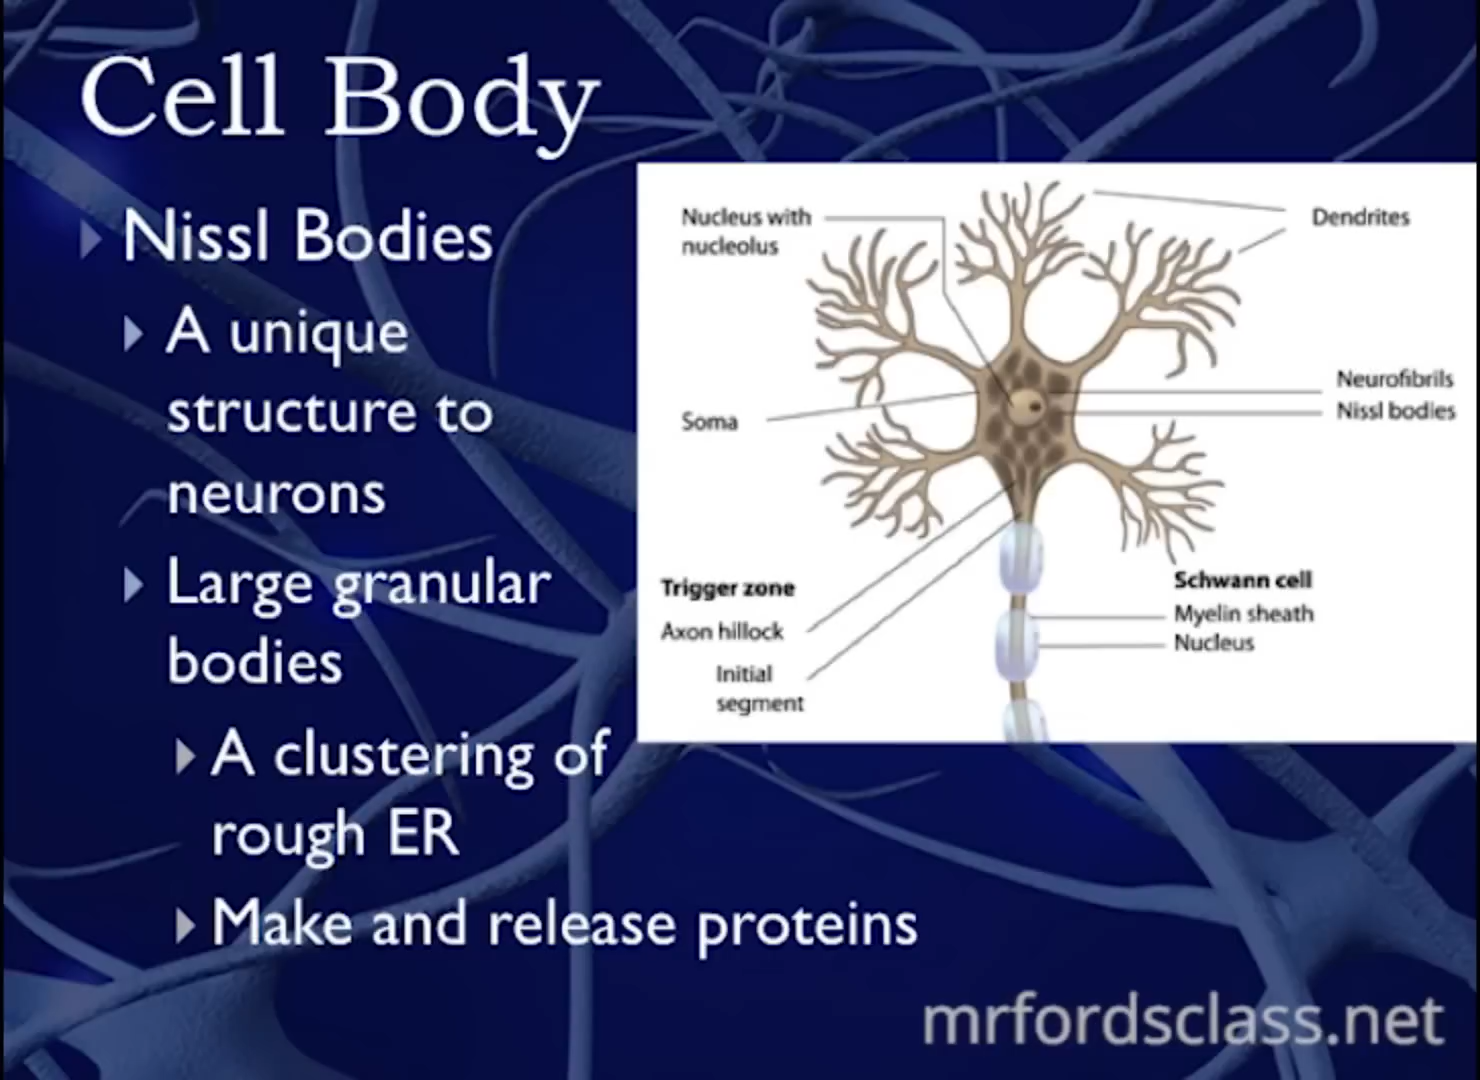 Cell Body
Nissl Bodies
A unique
structure to
neurons
Large granular
bodies
A clustering of
rough ER
Make and release proteins
Nucleus with
nucleolus
Dendrites
Neurofibrils
Nissl bodies
Soma
Trigger zone
Axon hillock
Initial
segment
Schwann cell
Myelin sheath
Nucleus
mrfordsclass.net